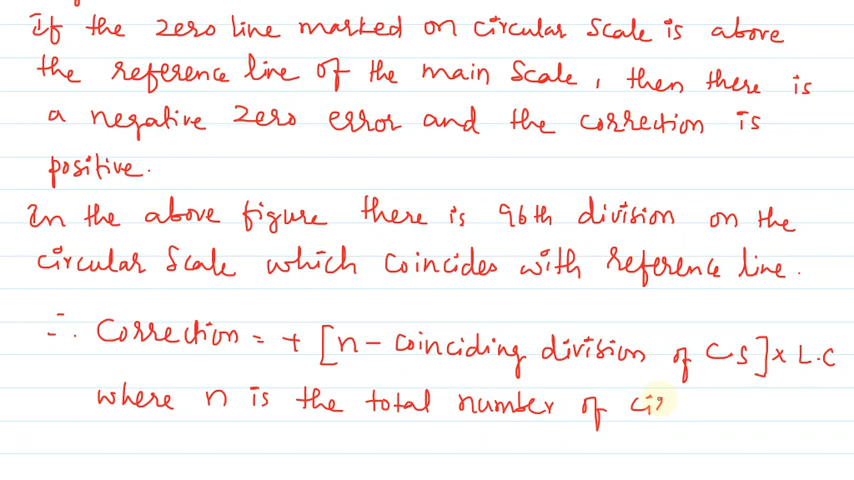 If the zero line marked on circular scale is above
the reference line of the main scale, then there is
a negative zero error and the correction is
positive.
In the above figure there is 96th division on the
circular scale which coincides with reference line.
∴ Correction = + [n - coinciding division of CS] × L.C
where n is the total number of cir